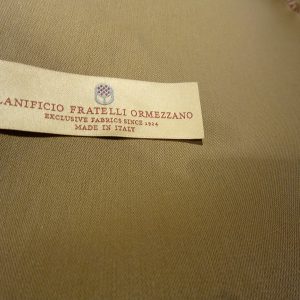 LANIFICIO FRATELLI ORMEZZANO
EXCLUSIVE FABRICS SINCE 1924
MADE IN ITALY